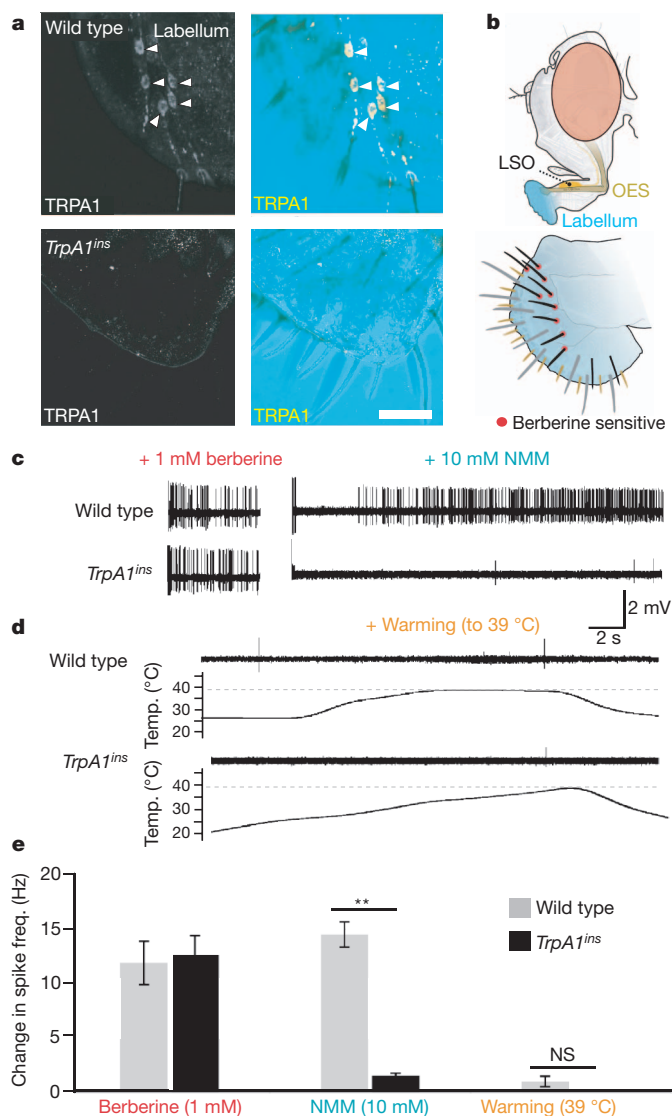 a
Wild type
Labellum
TRPA1
TRPA1
TrpA1ins
TRPA1
TRPA1
b
LSO
OES
Labellum
Berberine sensitive
c
+ 1 mM berberine
+ 10 mM NMM
Wild type
TrpA1ins
2 mV
2 s
d
+ Warming (to 39 °C)
Wild type
Temp. (°C)
40
30
20
TrpA1ins
Temp. (°C)
40
30
20
e
Change in spike freq. (Hz)
20
15
10
5
0
**
NS
Wild type
TrpA1ins
Berberine (1 mM)
NMM (10 mM)
Warming (39 °C)